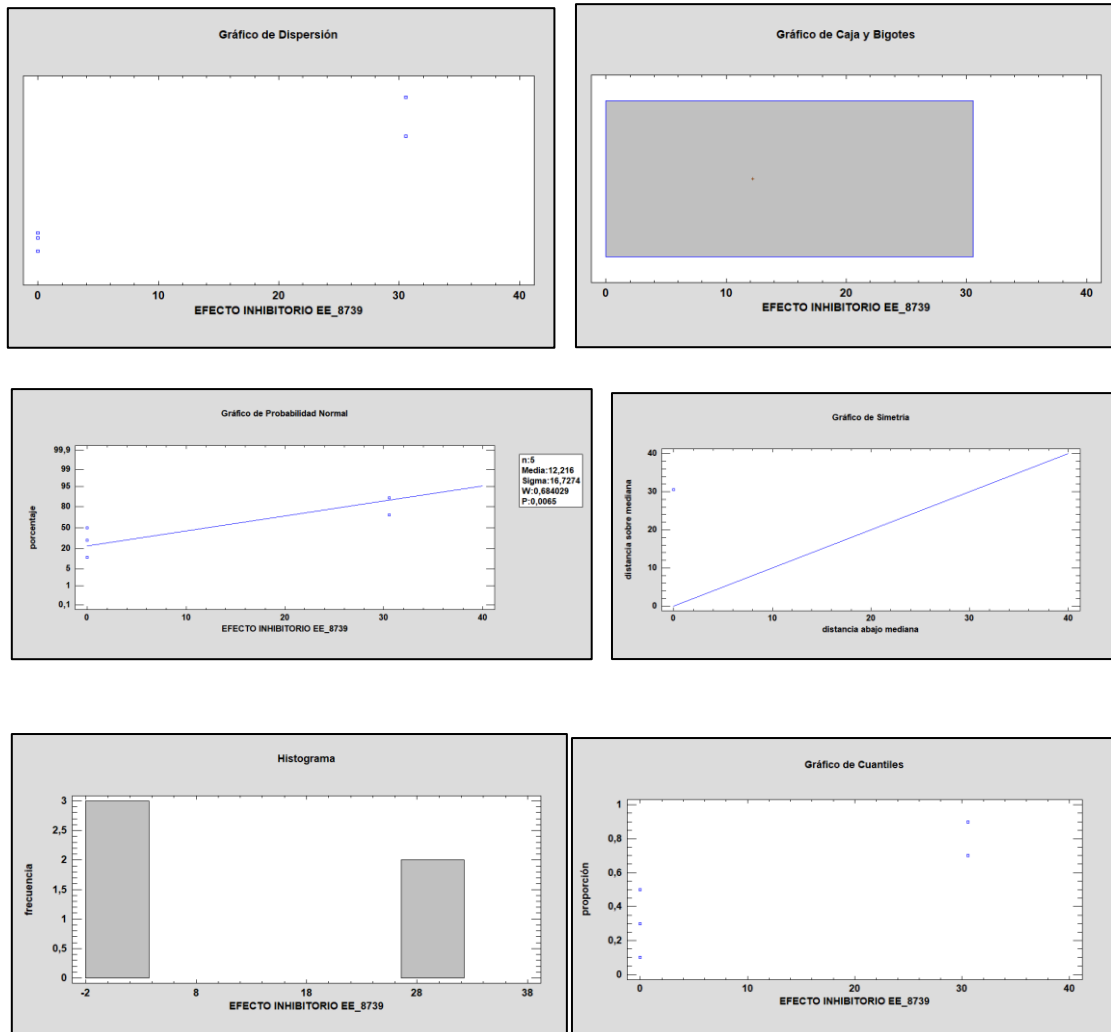 Gráfico de Dispersión
0 10 20 30 40
EFECTO INHIBITORIO EE_8739
Gráfico de Caja y Bigotes
0 10 20 30 40
EFECTO INHIBITORIO EE_8739
Gráfico de Probabilidad Normal
porcentaje
99,9
99
95
80
50
20
5
1
0,1
0 10 20 30 40
EFECTO INHIBITORIO EE_8739
n:5
Media:12,216
Sigma:16,7274
W:0,684029
P:0,0065
Gráfico de Simetría
distancia sobre mediana
40
30
20
10
0
0 10 20 30 40
distancia abajo mediana
Histograma
frecuencia
3
2,5
2
1,5
1
0,5
0
-2 8 18 28 38
EFECTO INHIBITORIO EE_8739
Gráfico de Cuantiles
proporción
1
0,8
0,6
0,4
0,2
0
0 10 20 30 40
EFECTO INHIBITORIO EE_8739